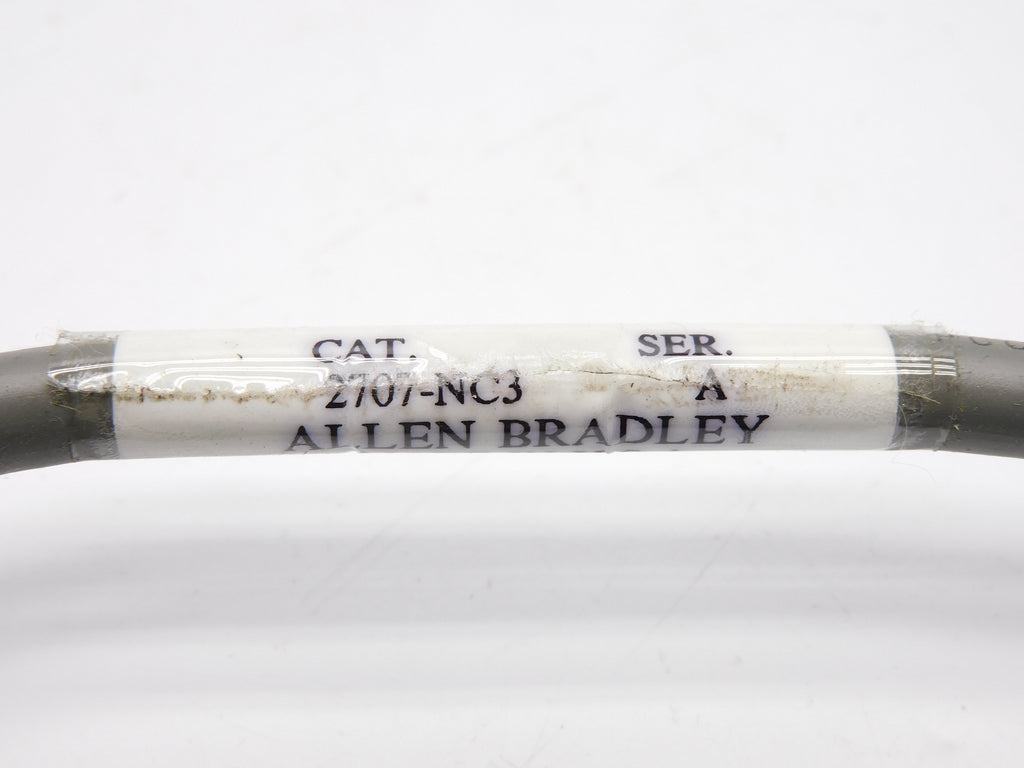 CAT. SER.
2707-NC3 A
ALLEN BRADLEY